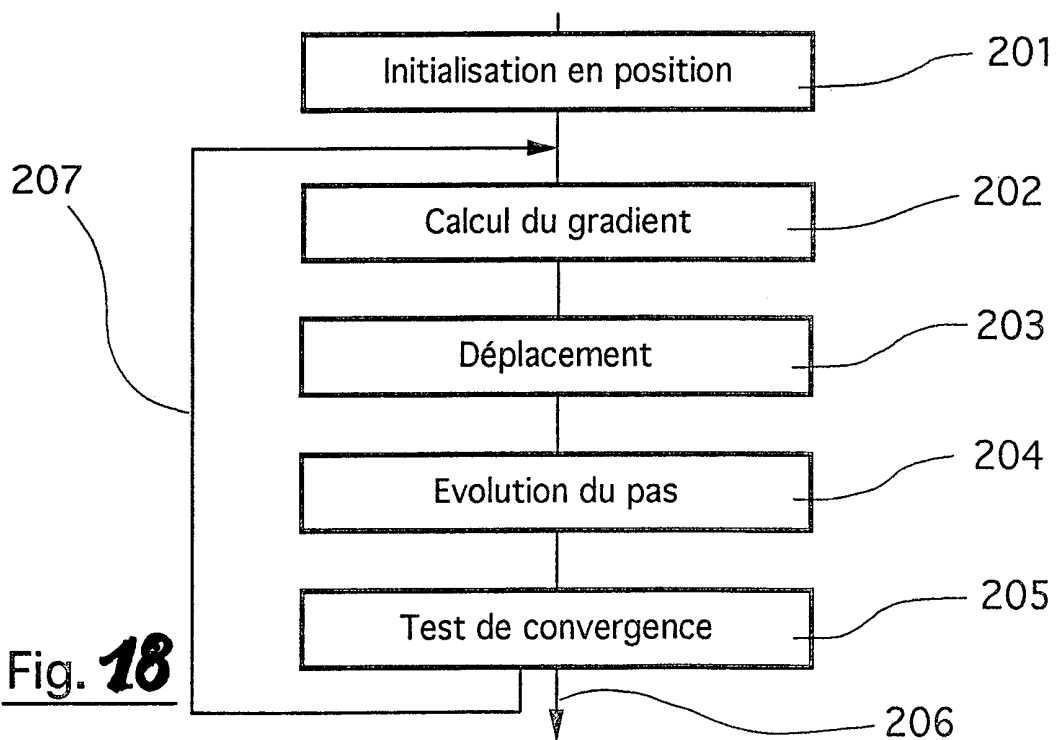 Initialisation en position
201
207
Calcul du gradient
202
Déplacement
203
Evolution du pas
204
Test de convergence
205
Fig. 18
206